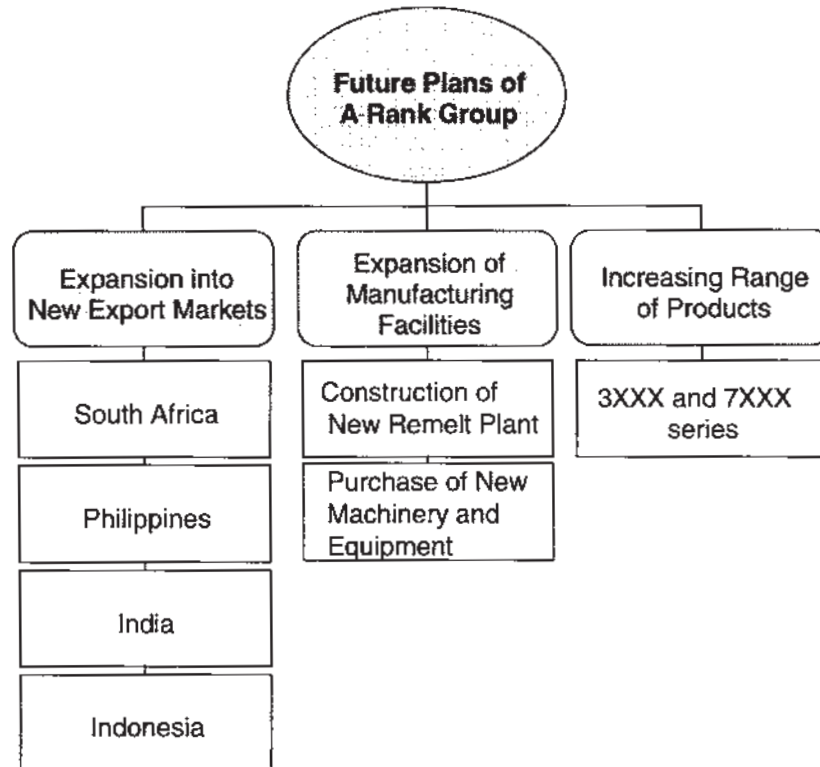 Future Plans of
A-Rank Group
Expansion into
New Export Markets
South Africa
Philippines
India
Indonesia
Expansion of
Manufacturing
Facilities
Construction of
New Remelt Plant
Purchase of New
Machinery and
Equipment
Increasing Range
of Products
3XXX and 7XXX
series